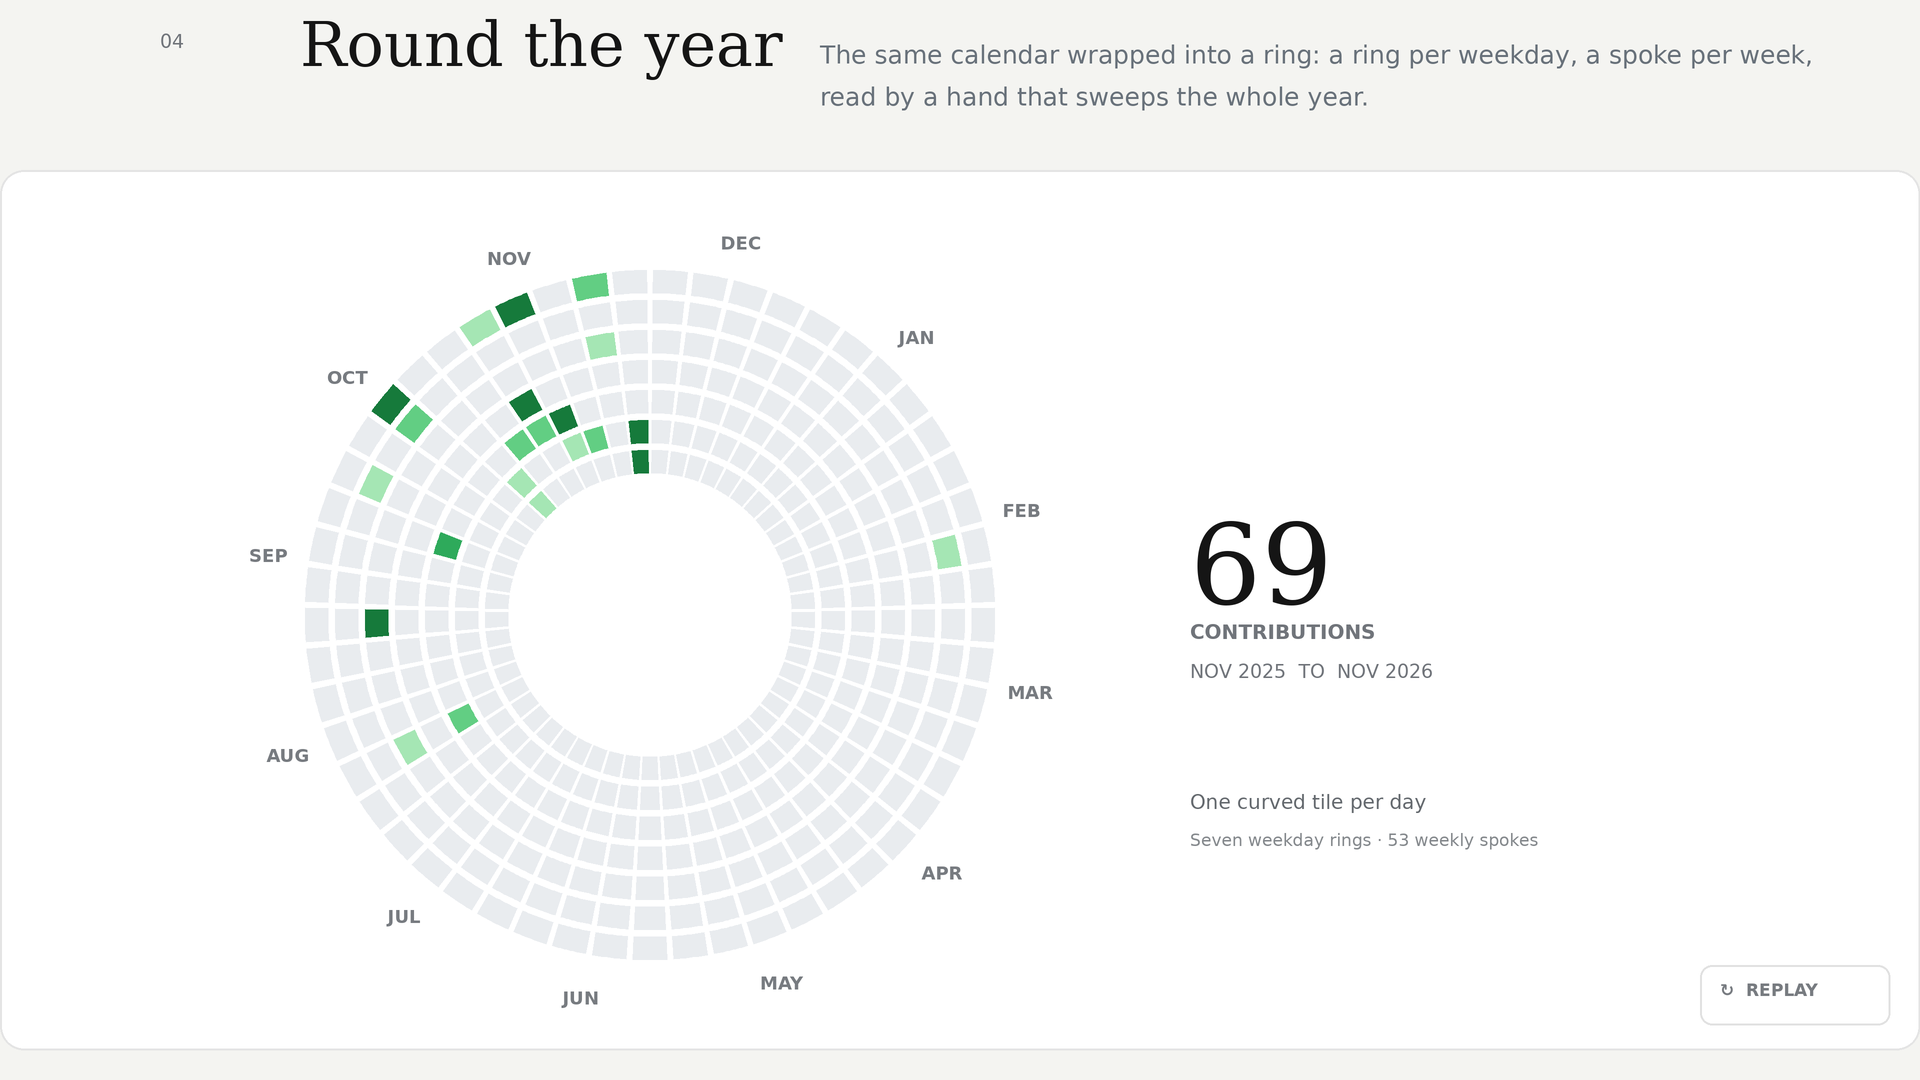 04
Round the year
The same calendar wrapped into a ring: a ring per weekday, a spoke per week,
read by a hand that sweeps the whole year.
DEC
NOV
JAN
OCT
FEB
SEP
MAR
AUG
APR
JUL
MAY
JUN
69
CONTRIBUTIONS
NOV 2025 TO NOV 2026
One curved tile per day
Seven weekday rings · 53 weekly spokes
↻ REPLAY